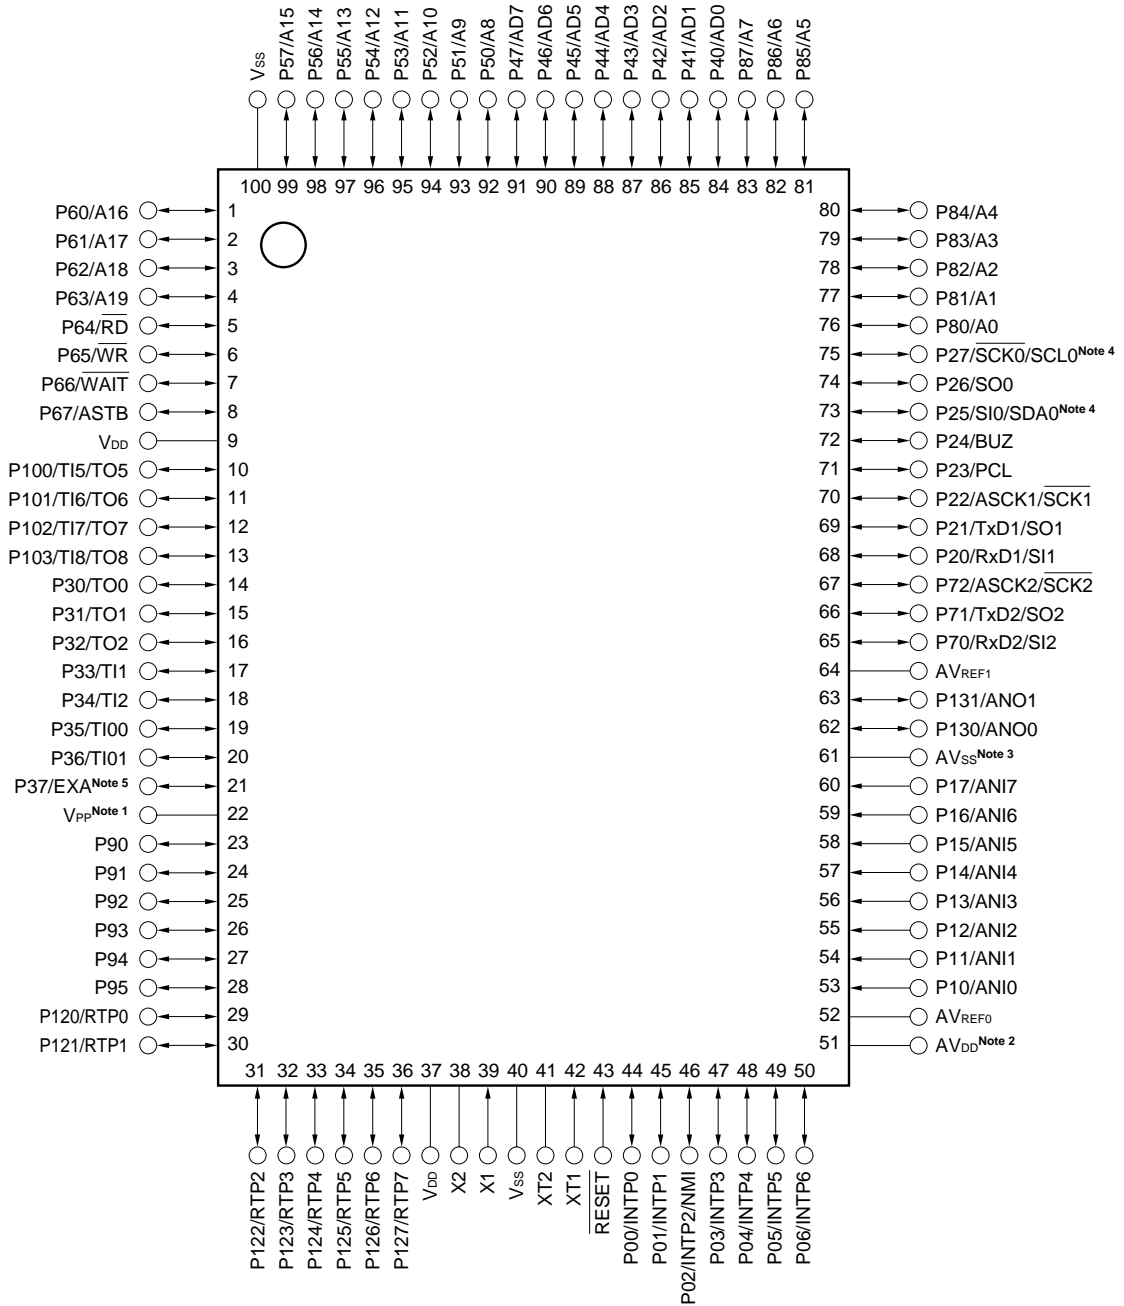 VSS
P57/A15
P56/A14
P55/A13
P54/A12
P53/A11
P52/A10
P51/A9
P50/A8
P47/AD7
P46/AD6
P45/AD5
P44/AD4
P43/AD3
P42/AD2
P41/AD1
P40/AD0
P87/A7
P86/A6
P85/A5
100 99 98 97 96 95 94 93 92 91 90 89 88 87 86 85 84 83 82 81
P60/A16 1 80 P84/A4
P61/A17 2 79 P83/A3
P62/A18 3 78 P82/A2
P63/A19 4 77 P81/A1
P64/RD 5 76 P80/A0
P65/WR 6 75 P27/SCK0/SCL0Note 4
P66/WAIT 7 74 P26/SO0
P67/ASTB 8 73 P25/SI0/SDA0Note 4
VDD 9 72 P24/BUZ
P100/TI5/TO5 10 71 P23/PCL
P101/TI6/TO6 11 70 P22/ASCK1/SCK1
P102/TI7/TO7 12 69 P21/TxD1/SO1
P103/TI8/TO8 13 68 P20/RxD1/SI1
P30/TO0 14 67 P72/ASCK2/SCK2
P31/TO1 15 66 P71/TxD2/SO2
P32/TO2 16 65 P70/RxD2/SI2
P33/TI1 17 64 AVREF1
P34/TI2 18 63 P131/ANO1
P35/TI00 19 62 P130/ANO0
P36/TI01 20 61 AVSSNote 3
P37/EXANote 5 21 60 P17/ANI7
VPPNote 1 22 59 P16/ANI6
P90 23 58 P15/ANI5
P91 24 57 P14/ANI4
P92 25 56 P13/ANI3
P93 26 55 P12/ANI2
P94 27 54 P11/ANI1
P95 28 53 P10/ANI0
P120/RTP0 29 52 AVREF0
P121/RTP1 30 51 AVDDNote 2
31 32 33 34 35 36 37 38 39 40 41 42 43 44 45 46 47 48 49 50
P122/RTP2
P123/RTP3
P124/RTP4
P125/RTP5
P126/RTP6
P127/RTP7
VDD
X2
X1
VSS
XT2
XT1
RESET
P00/INTP0
P01/INTP1
P02/INTP2/NMI
P03/INTP3
P04/INTP4
P05/INTP5
P06/INTP6